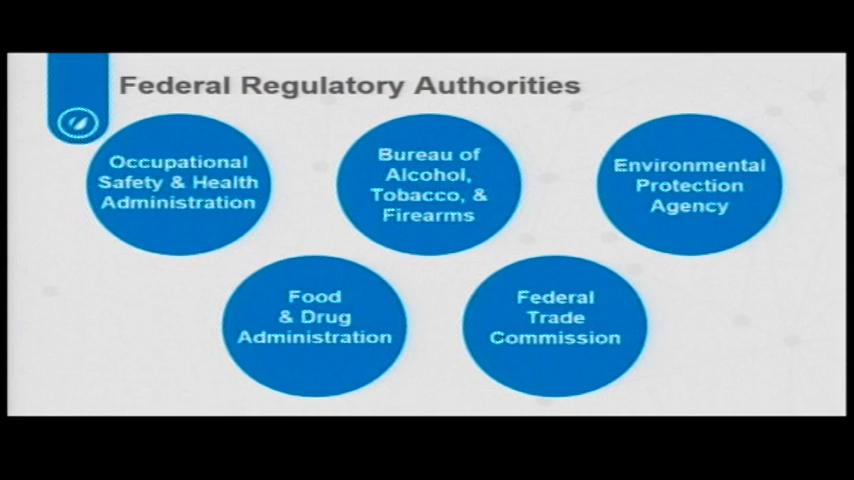 Federal Regulatory Authorities
Occupational
Safety & Health
Administration
Bureau of
Alcohol,
Tobacco, &
Firearms
Environmental
Protection
Agency
Food
& Drug
Administration
Federal
Trade
Commission